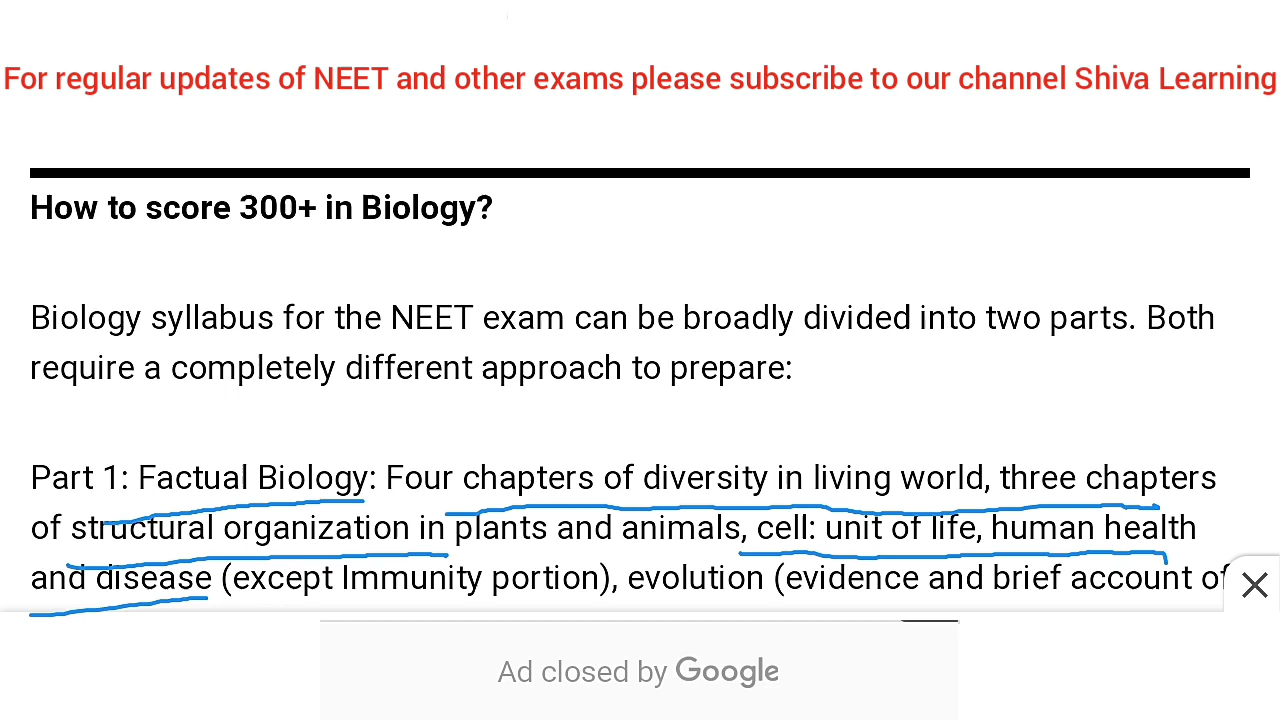 For regular updates of NEET and other exams please subscribe to our channel Shiva Learning
How to score 300+ in Biology?
Biology syllabus for the NEET exam can be broadly divided into two parts. Both
require a completely different approach to prepare:
Part 1: Factual Biology: Four chapters of diversity in living world, three chapters
of structural organization in plants and animals, cell: unit of life, human health
and disease (except Immunity portion), evolution (evidence and brief account of
Ad closed by Google